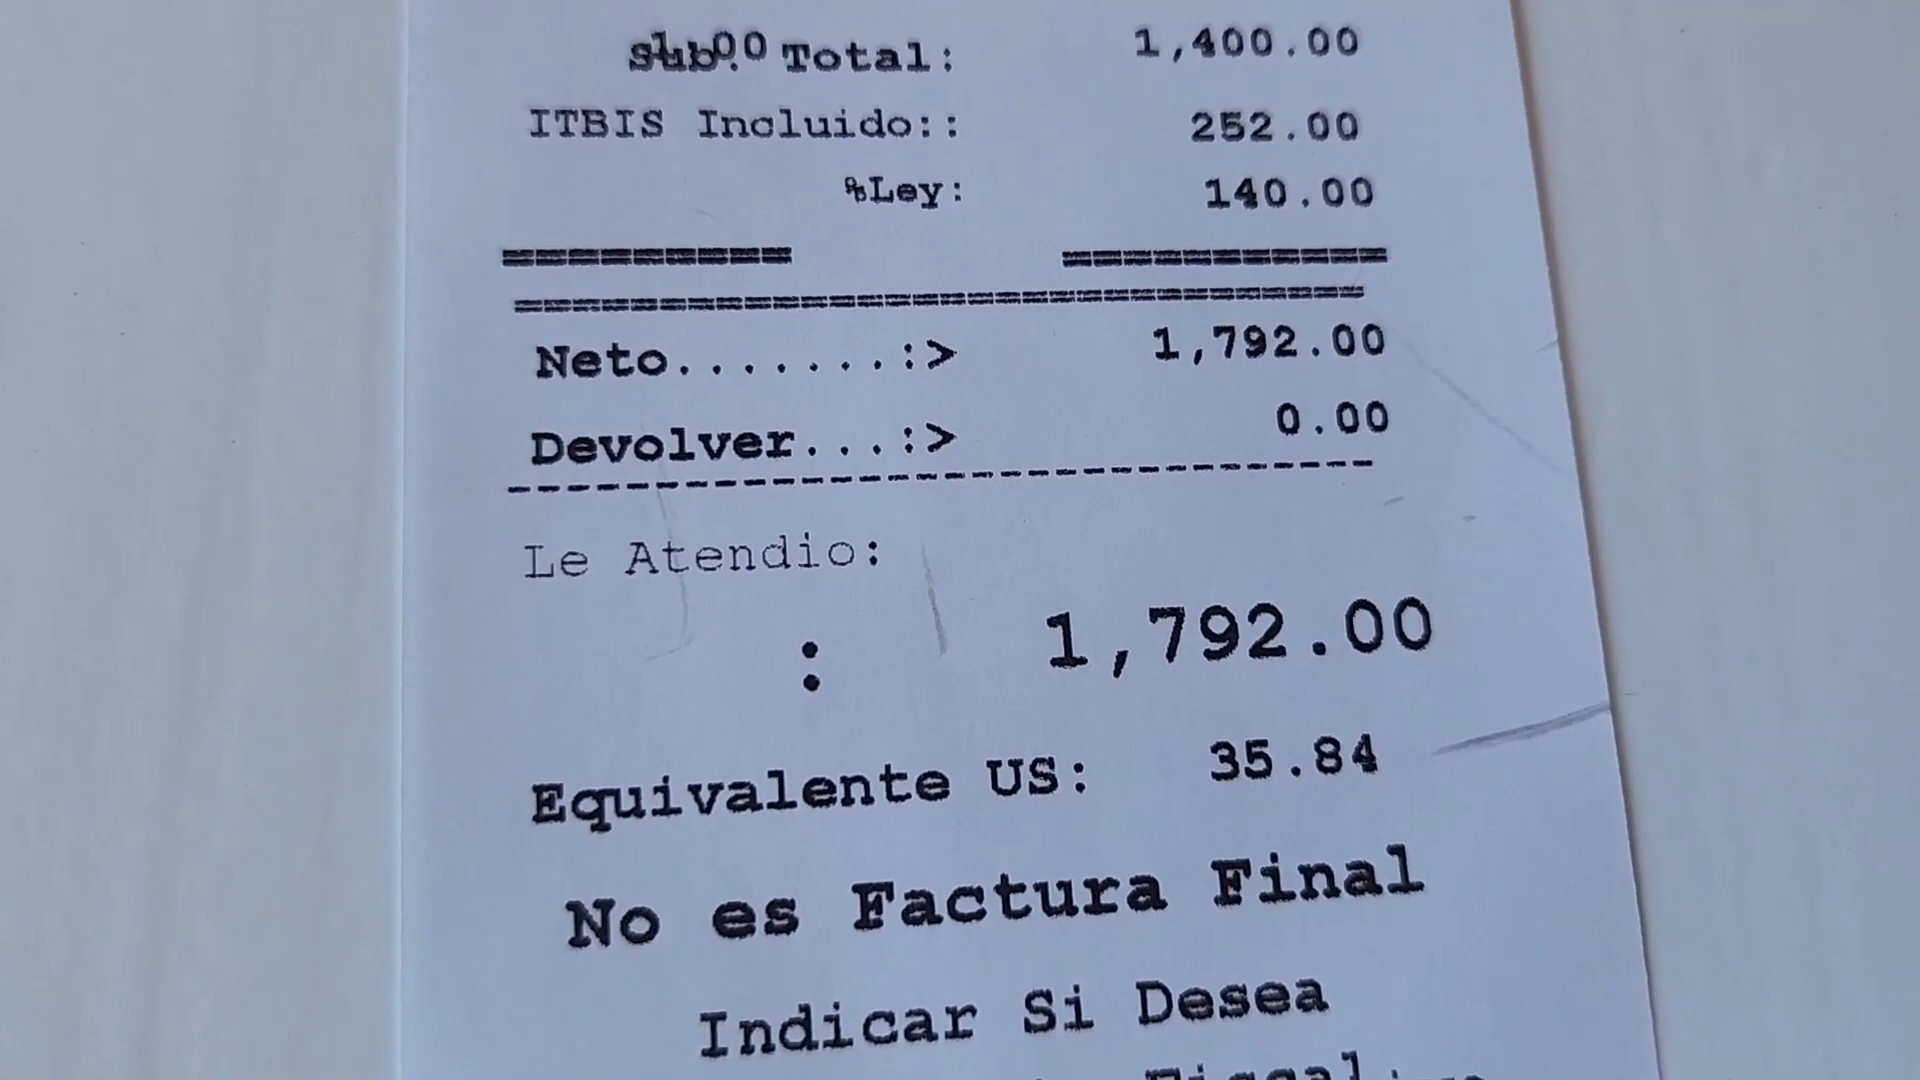 Sub Total: 1,400.00
ITBIS Incluido:: 252.00
%Ley: 140.00
Neto.......:> 1,792.00
Devolver...:> 0.00
Le Atendio:
: 1,792.00
Equivalente US: 35.84
No es Factura Final
Indicar Si Desea